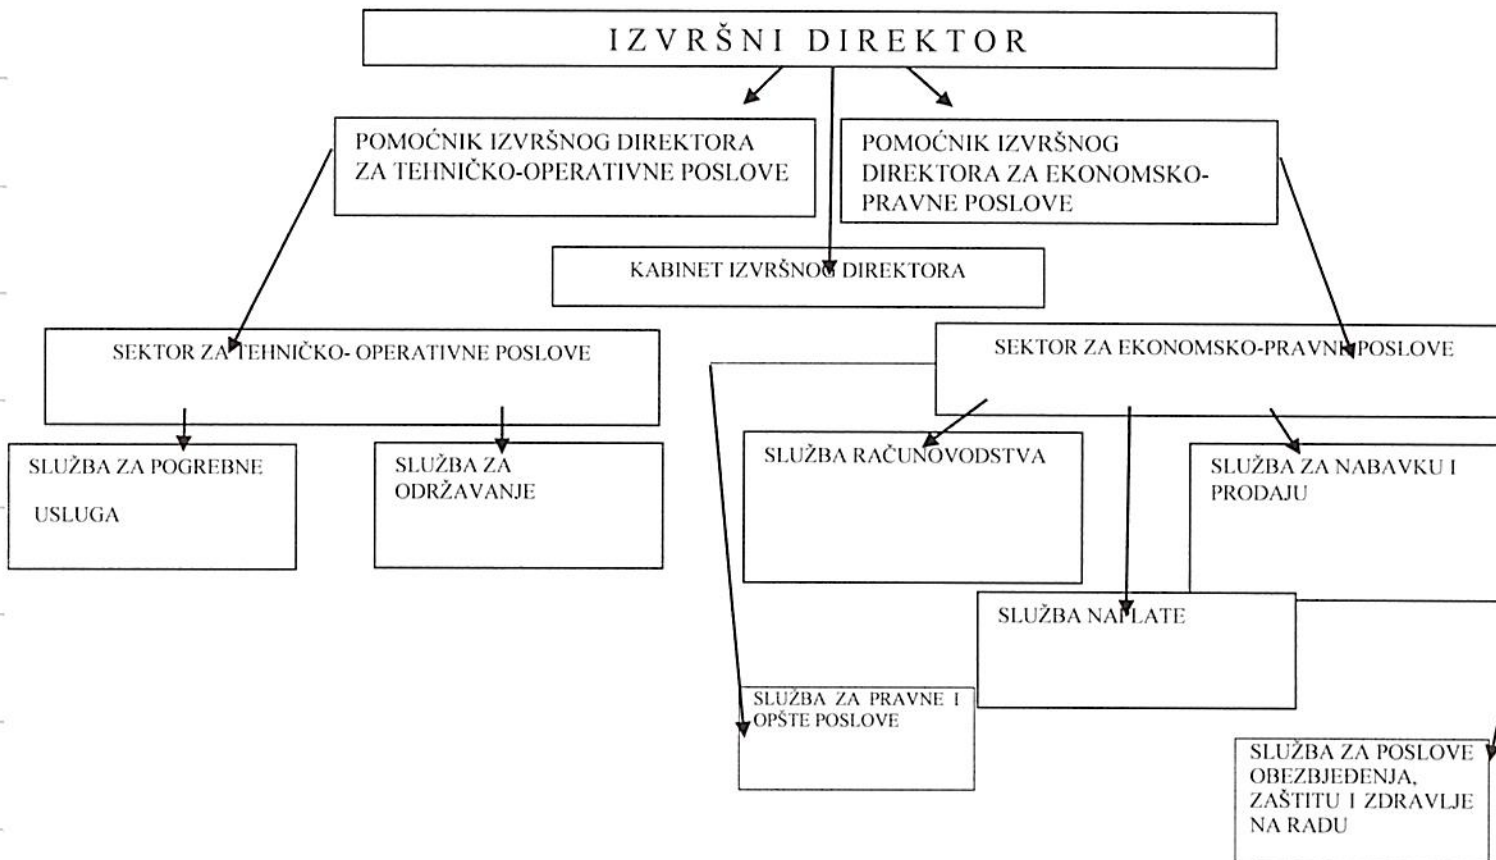 IZVRŠNI DIREKTOR
POMOĆNIK IZVRŠNOG DIREKTORA
ZA TEHNIČKO-OPERATIVNE POSLOVE
POMOĆNIK IZVRŠNOG
DIREKTORA ZA EKONOMSKO-
PRAVNE POSLOVE
KABINET IZVRŠNOG DIREKTORA
SEKTOR ZA TEHNIČKO- OPERATIVNE POSLOVE
SEKTOR ZA EKONOMSKO-PRAVNE POSLOVE
SLUŽBA ZA POGREBNE
USLUGA
SLUŽBA ZA
ODRŽAVANJE
SLUŽBA RAČUNOVODSTVA
SLUŽBA ZA NABAVKU I
PRODAJU
SLUŽBA NAPLATE
SLUŽBA ZA PRAVNE I
OPŠTE POSLOVE
SLUŽBA ZA POSLOVE
OBEZBJEĐENJA,
ZAŠTITU I ZDRAVLJE
NA RADU